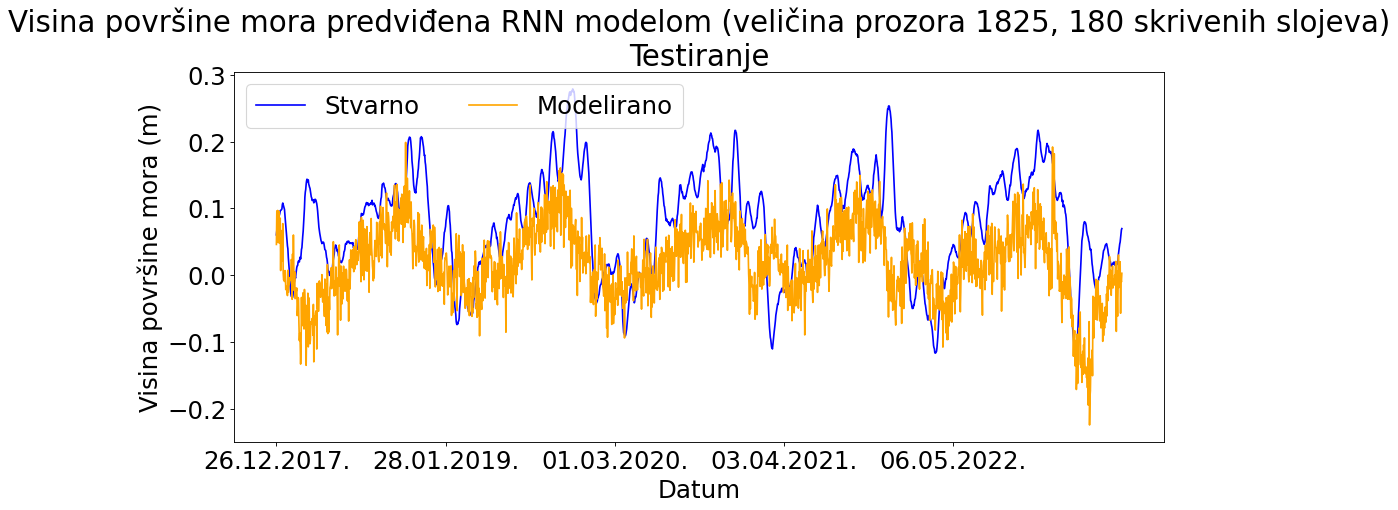 Visina površine mora predviđena RNN modelom (veličina prozora 1825, 180 skrivenih slojeva)
Testiranje
Stvarno
Modelirano
Visina površine mora (m)
0.3
0.2
0.1
0.0
−0.1
−0.2
26.12.2017.
28.01.2019.
01.03.2020.
03.04.2021.
06.05.2022.
Datum